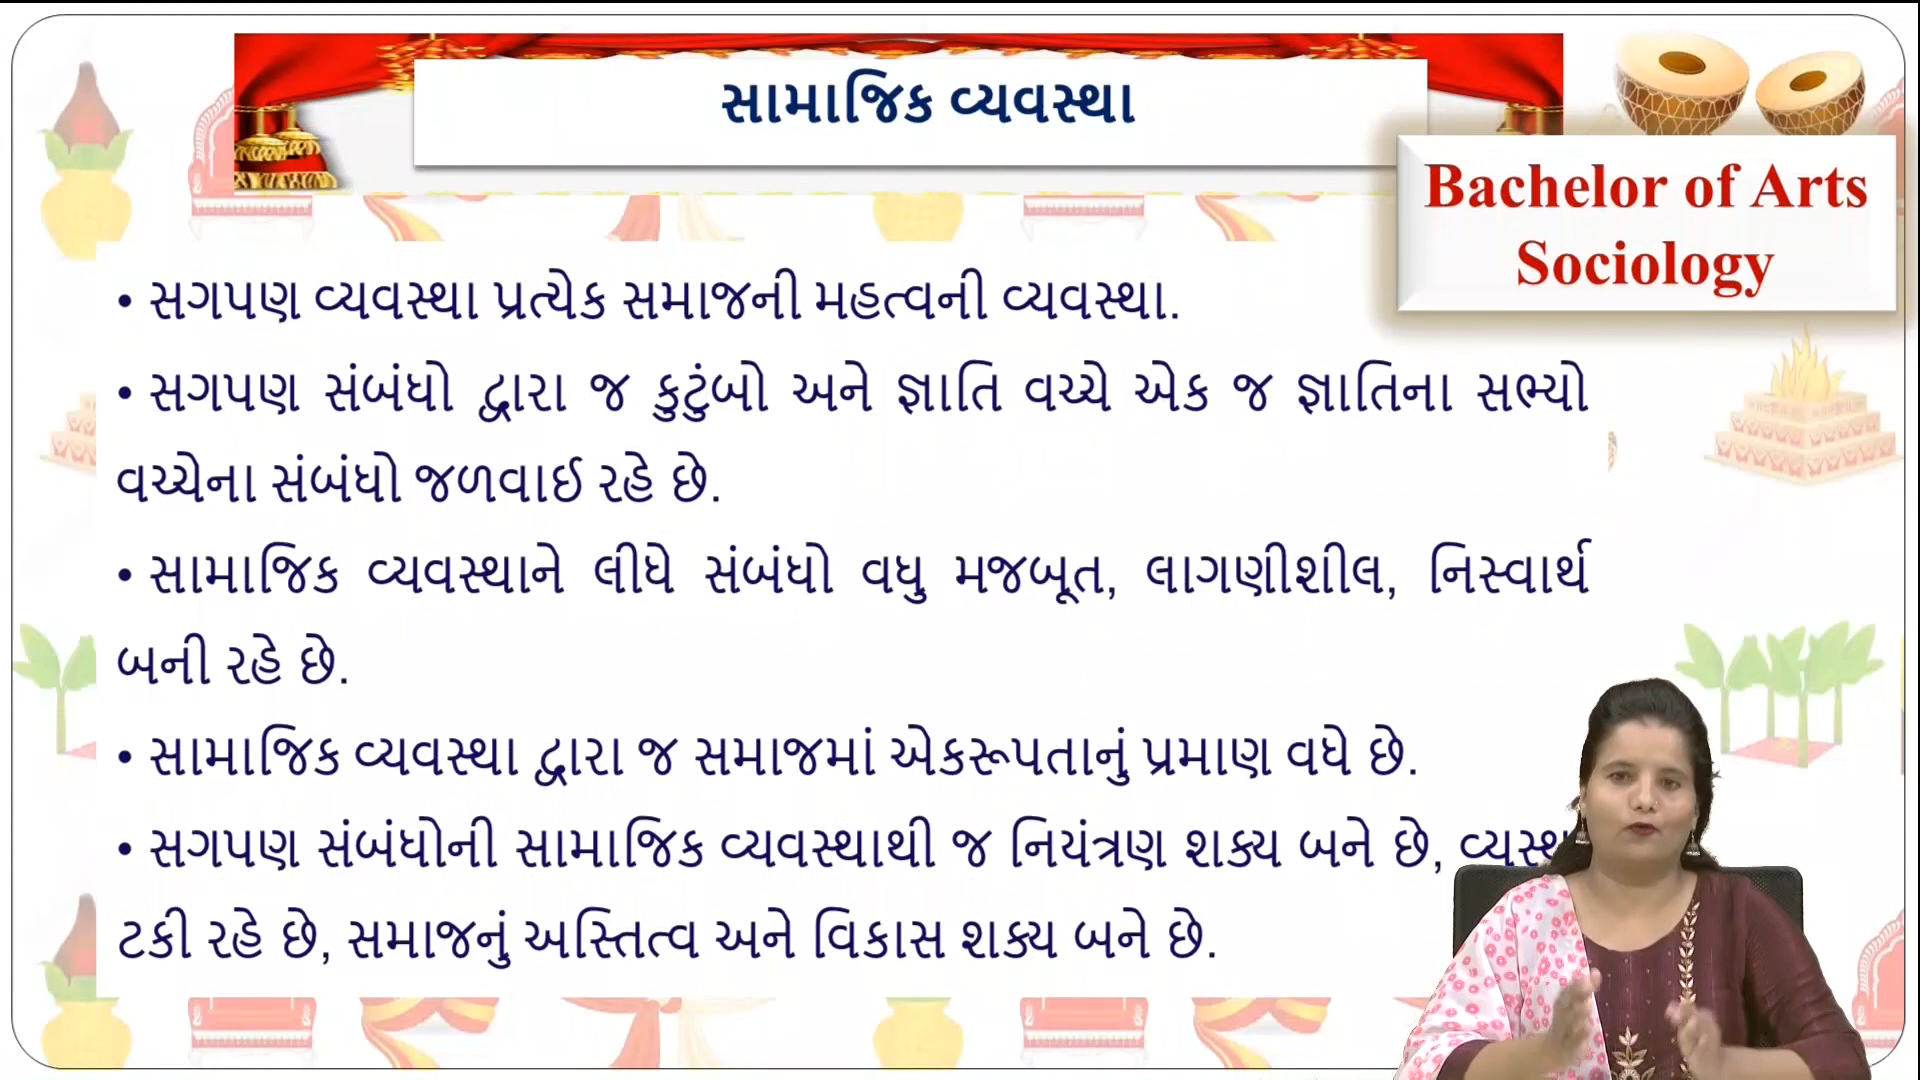 સામાજિક વ્યવસ્થા
Bachelor of Arts
Sociology
• સગપણ વ્યવસ્થા પ્રત્યેક સમાજની મહત્વની વ્યવસ્થા.
• સગપણ સંબંધો દ્વારા જ કુટુંબો અને જ્ઞાતિ વચ્ચે એક જ જ્ઞાતિના સભ્યો
વચ્ચેના સંબંધો જળવાઈ રહે છે.
• સામાજિક વ્યવસ્થાને લીધે સંબંધો વધુ મજબૂત, લાગણીશીલ, નિસ્વાર્થ
બની રહે છે.
• સામાજિક વ્યવસ્થા દ્વારા જ સમાજમાં એકરૂપતાનું પ્રમાણ વધે છે.
• સગપણ સંબંધોની સામાજિક વ્યવસ્થાથી જ નિયંત્રણ શક્ય બને છે,
ટકી રહે છે, સમાજનું અસ્તિત્વ અને વિકાસ શક્ય બને છે.